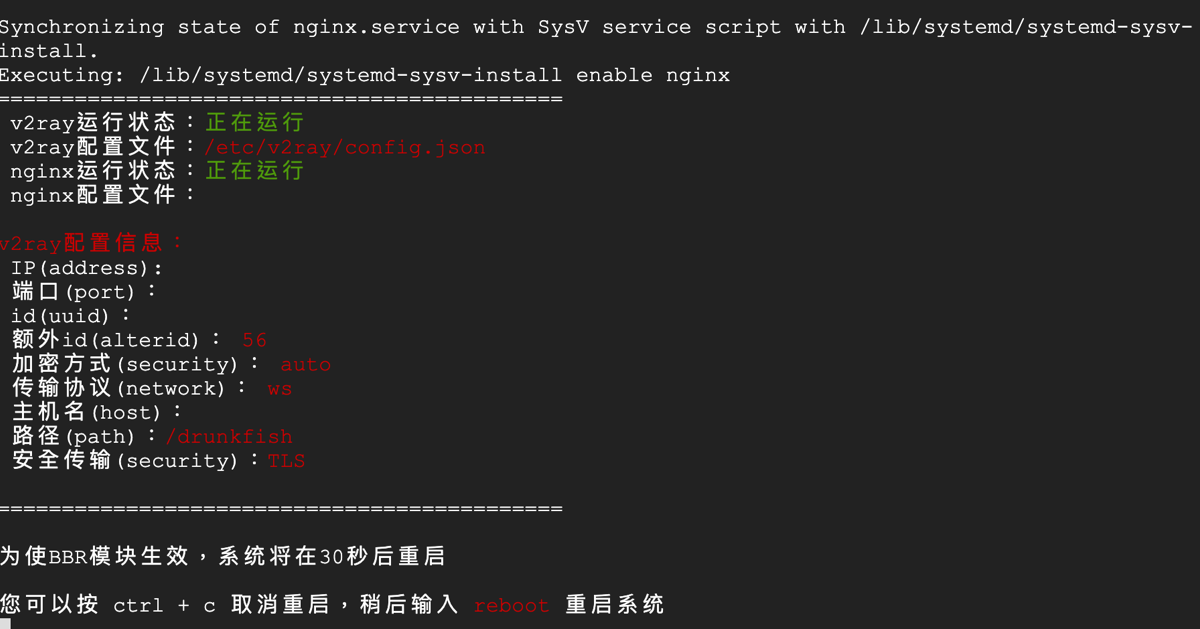 Synchronizing state of nginx.service with SysV service script with /lib/systemd/systemd-sysv-
install.
Executing: /lib/systemd/systemd-sysv-install enable nginx
============================================
v2ray运行状态：正在运行
v2ray配置文件：/etc/v2ray/config.json
nginx运行状态：正在运行
nginx配置文件：
v2ray配置信息：
IP(address):
端口(port)：
id(uuid)：
额外id(alterid)： 56
加密方式(security)： auto
传输协议(network)： ws
主机名(host)：
路径(path)：/drunkfish
安全传输(security)：TLS
============================================
为使BBR模块生效，系统将在30秒后重启
您可以按 ctrl + c 取消重启，稍后输入 reboot 重启系统